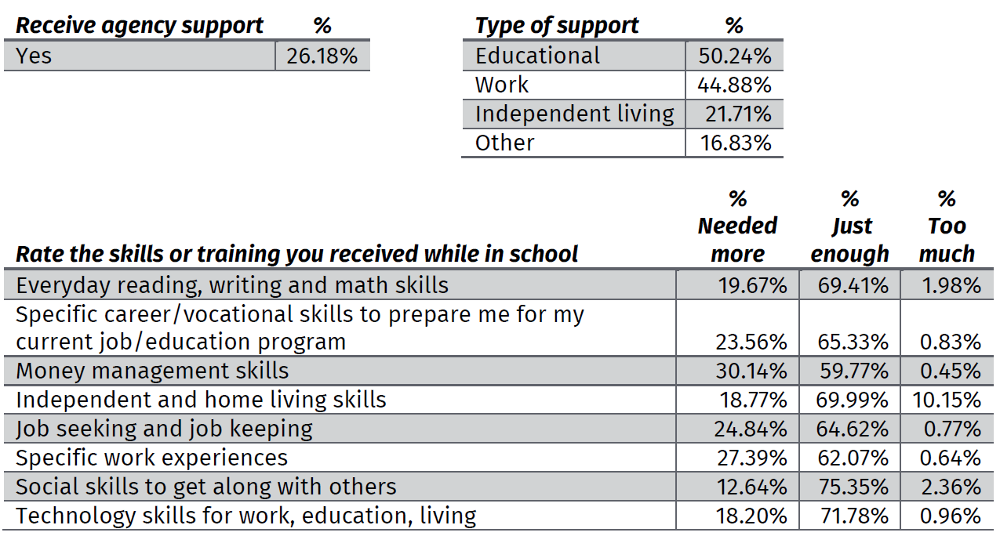 Receive agency support %
Yes 26.18%
Type of support %
Educational 50.24%
Work 44.88%
Independent living 21.71%
Other 16.83%
% % %
Needed Just Too
Rate the skills or training you received while in school more enough much
Everyday reading, writing and math skills 19.67% 69.41% 1.98%
Specific career/vocational skills to prepare me for my
current job/education program 23.56% 65.33% 0.83%
Money management skills 30.14% 59.77% 0.45%
Independent and home living skills 18.77% 69.99% 10.15%
Job seeking and job keeping 24.84% 64.62% 0.77%
Specific work experiences 27.39% 62.07% 0.64%
Social skills to get along with others 12.64% 75.35% 2.36%
Technology skills for work, education, living 18.20% 71.78% 0.96%